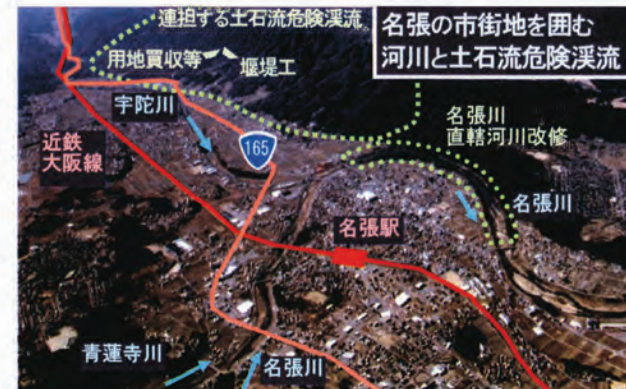 連担する土石流危険渓流
名張の市街地を囲む
河川と土石流危険渓流
用地買収等
堰堤工
宇陀川
名張川
直轄河川改修
近鉄
大阪線
165
名張川
名張駅
青蓮寺川
名張川